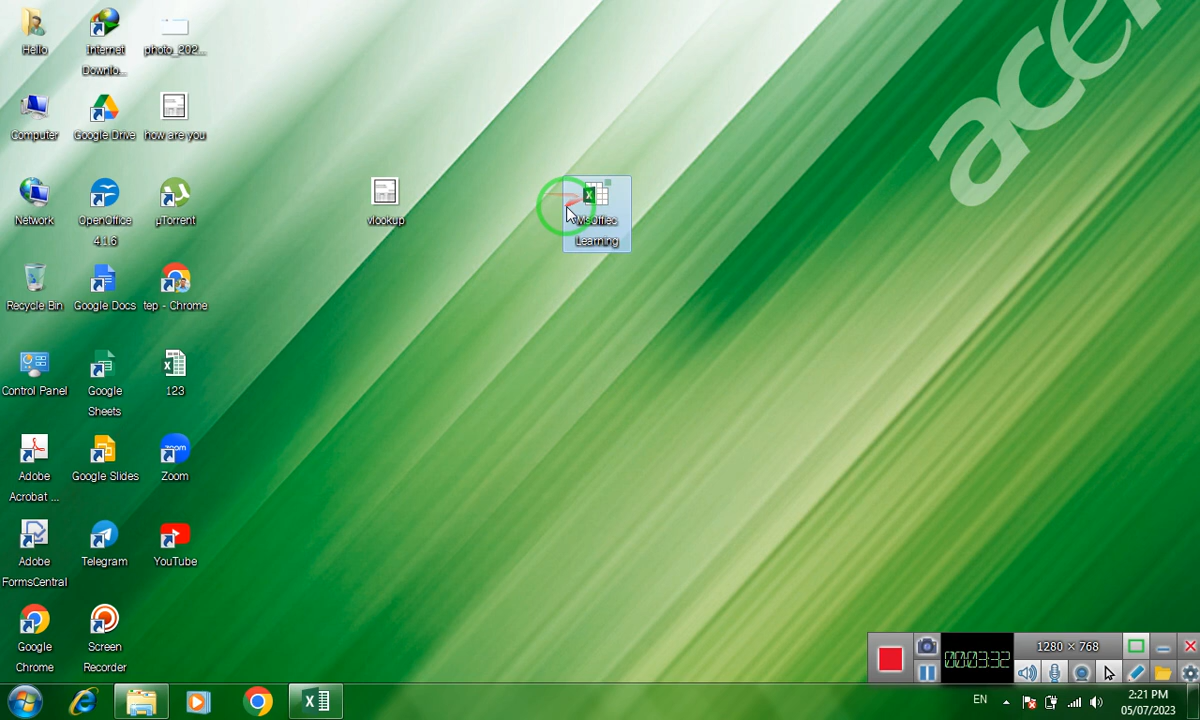 acer
Hello
Internet
Downlo...
photo_202...
Computer
Google Drive
how are you
Network
OpenOffice
4.1.6
µTorrent
vlookup
MsOffiec
Learning
Recycle Bin
Google Docs
tep - Chrome
Control Panel
Google
Sheets
123
Adobe
Acrobat ...
Google Slides
zoom
Zoom
Adobe
FormsCentral
Telegram
YouTube
Google
Chrome
Screen
Recorder
00:03:32
1280 × 768
EN
2:21 PM
05/07/2023